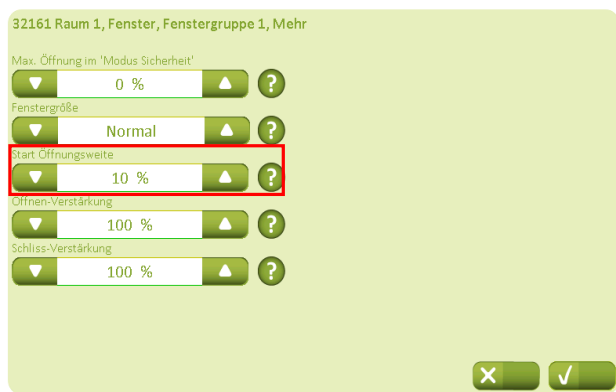 32161 Raum 1, Fenster, Fenstergruppe 1, Mehr
Max. Öffnung im 'Modus Sicherheit'
0 %
?
Fenstergröße
Normal
?
Start Öffnungsweite
10 %
?
Öffnen-Verstärkung
100 %
?
Schliss-Verstärkung
100 %
?